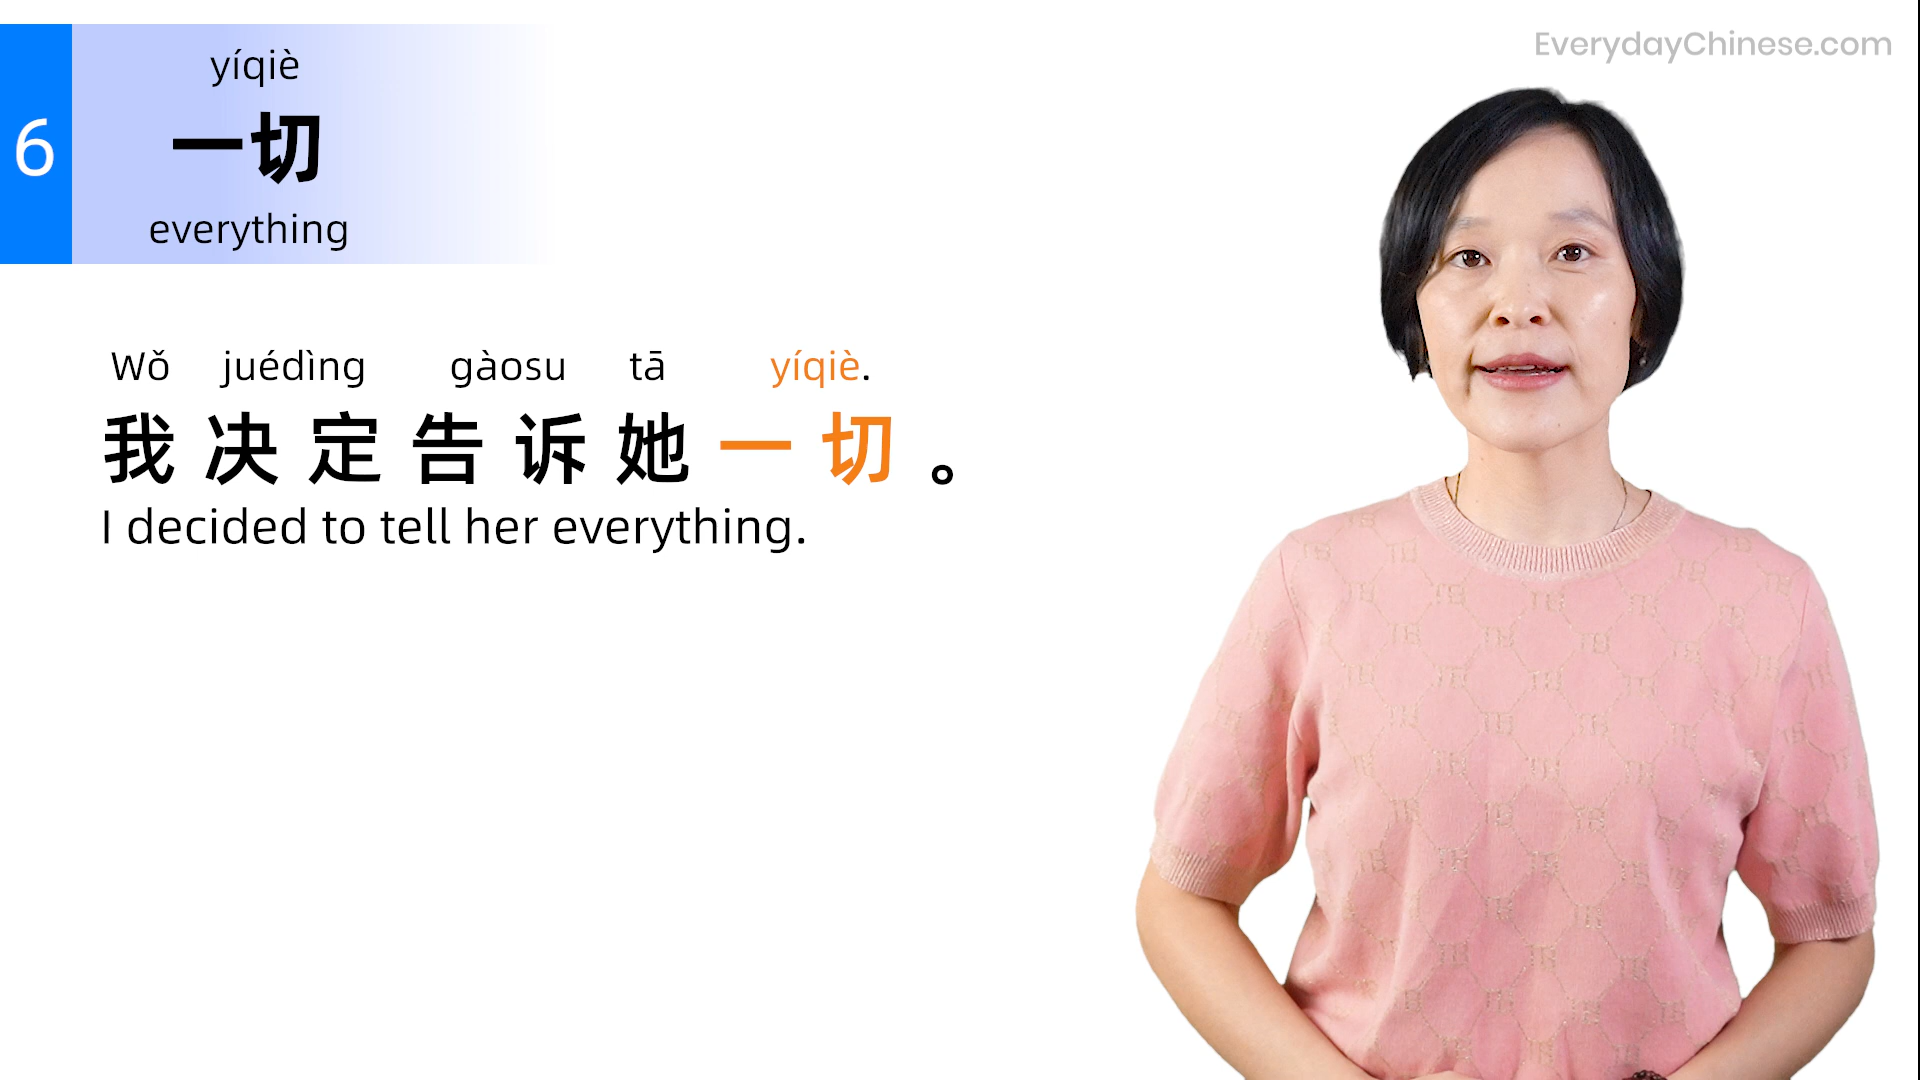 EverydayChinese.com
6
yíqiè
一切
everything
Wǒ juédìng gàosu tā yíqiè.
我决定告诉她一切。
I decided to tell her everything.